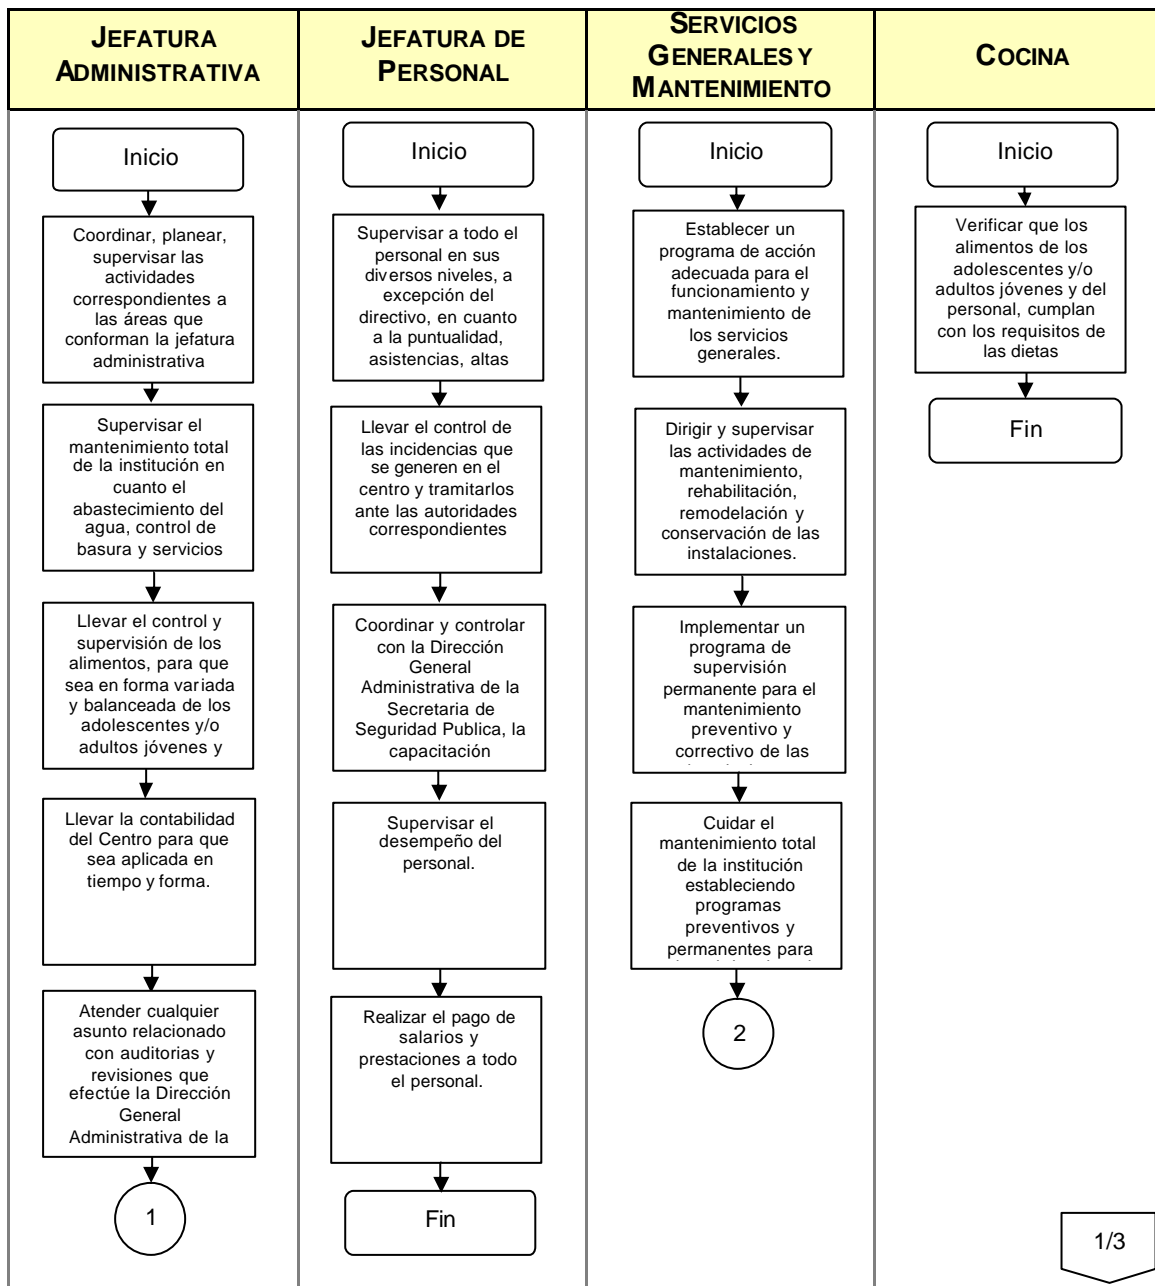 JEFATURA
ADMINISTRATIVA
JEFATURA DE
PERSONAL
SERVICIOS
GENERALES Y
MANTENIMIENTO
COCINA
Inicio
Coordinar, planear,
supervisar las
actividades
correspondientes a
las áreas que
conforman la jefatura
administrativa
Supervisar el
mantenimiento total
de la institución en
cuanto el
abastecimiento del
agua, control de
basura y servicios
Llevar el control y
supervisión de los
alimentos, para que
sea en forma variada
y balanceada de los
adolescentes y/o
adultos jóvenes y
Llevar la contabilidad
del Centro para que
sea aplicada en
tiempo y forma.
Atender cualquier
asunto relacionado
con auditorias y
revisiones que
efectúe la Dirección
General
Administrativa de la
1
Inicio
Supervisar a todo el
personal en sus
diversos niveles, a
excepción del
directivo, en cuanto
a la puntualidad,
asistencias, altas
Llevar el control de
las incidencias que
se generen en el
centro y tramitarlos
ante las autoridades
correspondientes
Coordinar y controlar
con la Dirección
General
Administrativa de la
Secretaria de
Seguridad Publica, la
capacitación
Supervisar el
desempeño del
personal.
Realizar el pago de
salarios y
prestaciones a todo
el personal.
Fin
Inicio
Establecer un
programa de acción
adecuada para el
funcionamiento y
mantenimiento de
los servicios
generales.
Dirigir y supervisar
las actividades de
mantenimiento,
rehabilitación,
remodelación y
conservación de las
instalaciones.
Implementar un
programa de
supervisión
permanente para el
mantenimiento
preventivo y
correctivo de las
Cuidar el
mantenimiento total
de la institución
estableciendo
programas
preventivos y
permanentes para
2
Inicio
Verificar que los
alimentos de los
adolescentes y/o
adultos jóvenes y del
personal, cumplan
con los requisitos de
las dietas
Fin
1/3